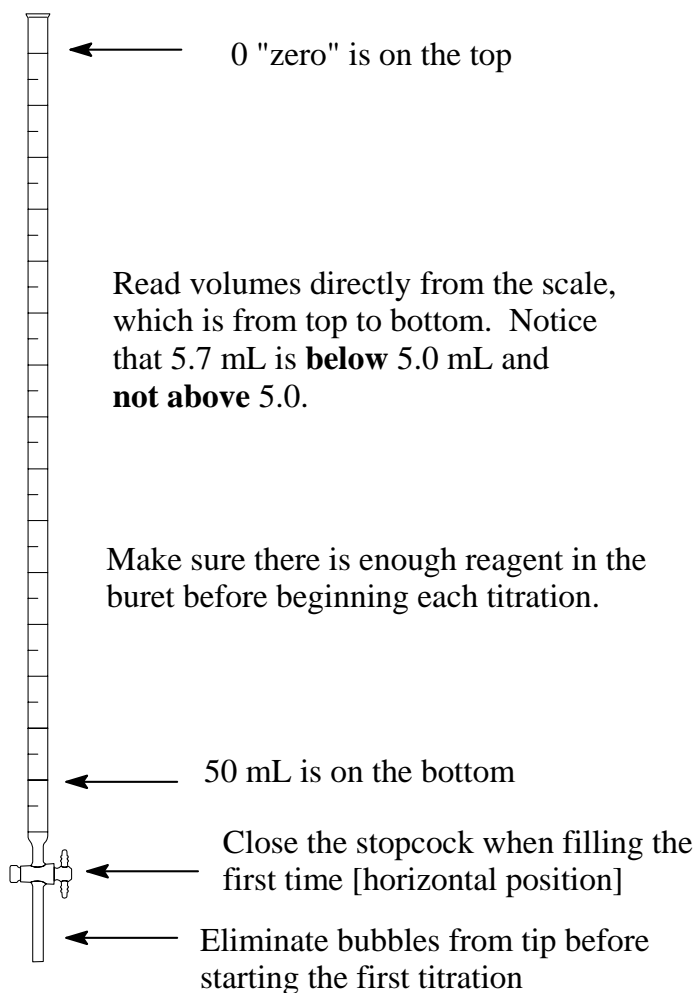 0 "zero" is on the top
Read volumes directly from the scale,
which is from top to bottom.  Notice
that 5.7 mL is below 5.0 mL and
not above 5.0.
Make sure there is enough reagent in the
buret before beginning each titration.
50 mL is on the bottom
Close the stopcock when filling the
first time [horizontal position]
Eliminate bubbles from tip before
starting the first titration